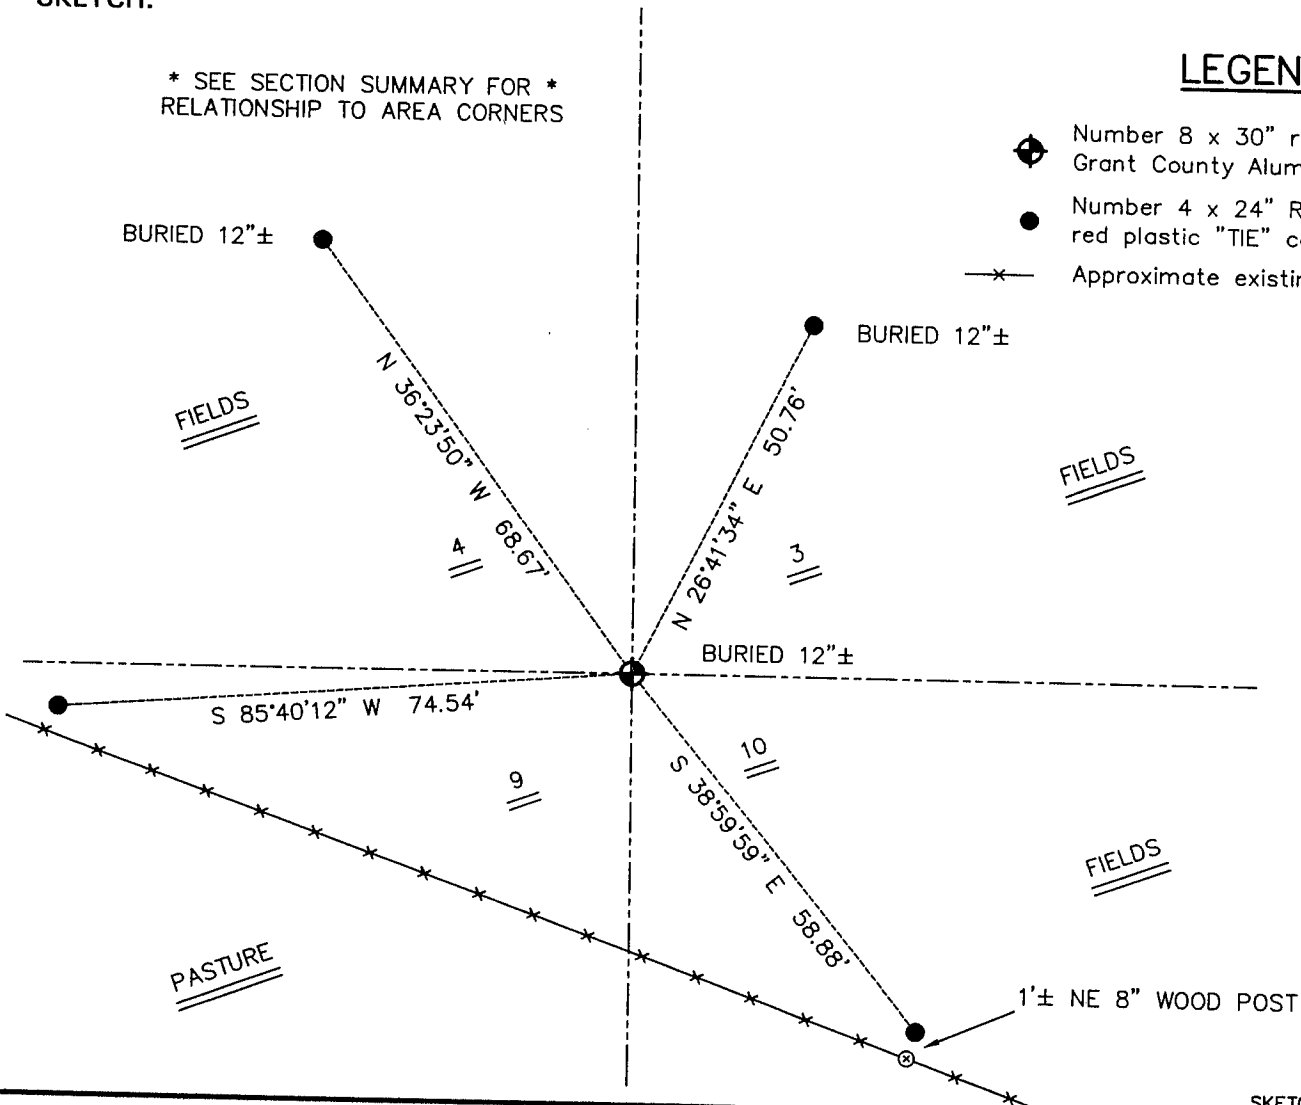 SKETCH:
* SEE SECTION SUMMARY FOR *
RELATIONSHIP TO AREA CORNERS
LEGEN
Number 8 x 30" r
Grant County Alum
Number 4 x 24" R
red plastic "TIE" c
Approximate existin
BURIED 12"±
BURIED 12"±
FIELDS
N 36°23'50" W 68.67'
N 26°41'34" E 50.76'
FIELDS
4
3
BURIED 12"±
S 85°40'12" W 74.54'
9
10
S 38°59'59" E 58.88'
FIELDS
PASTURE
1'± NE 8" WOOD POST
SKETC